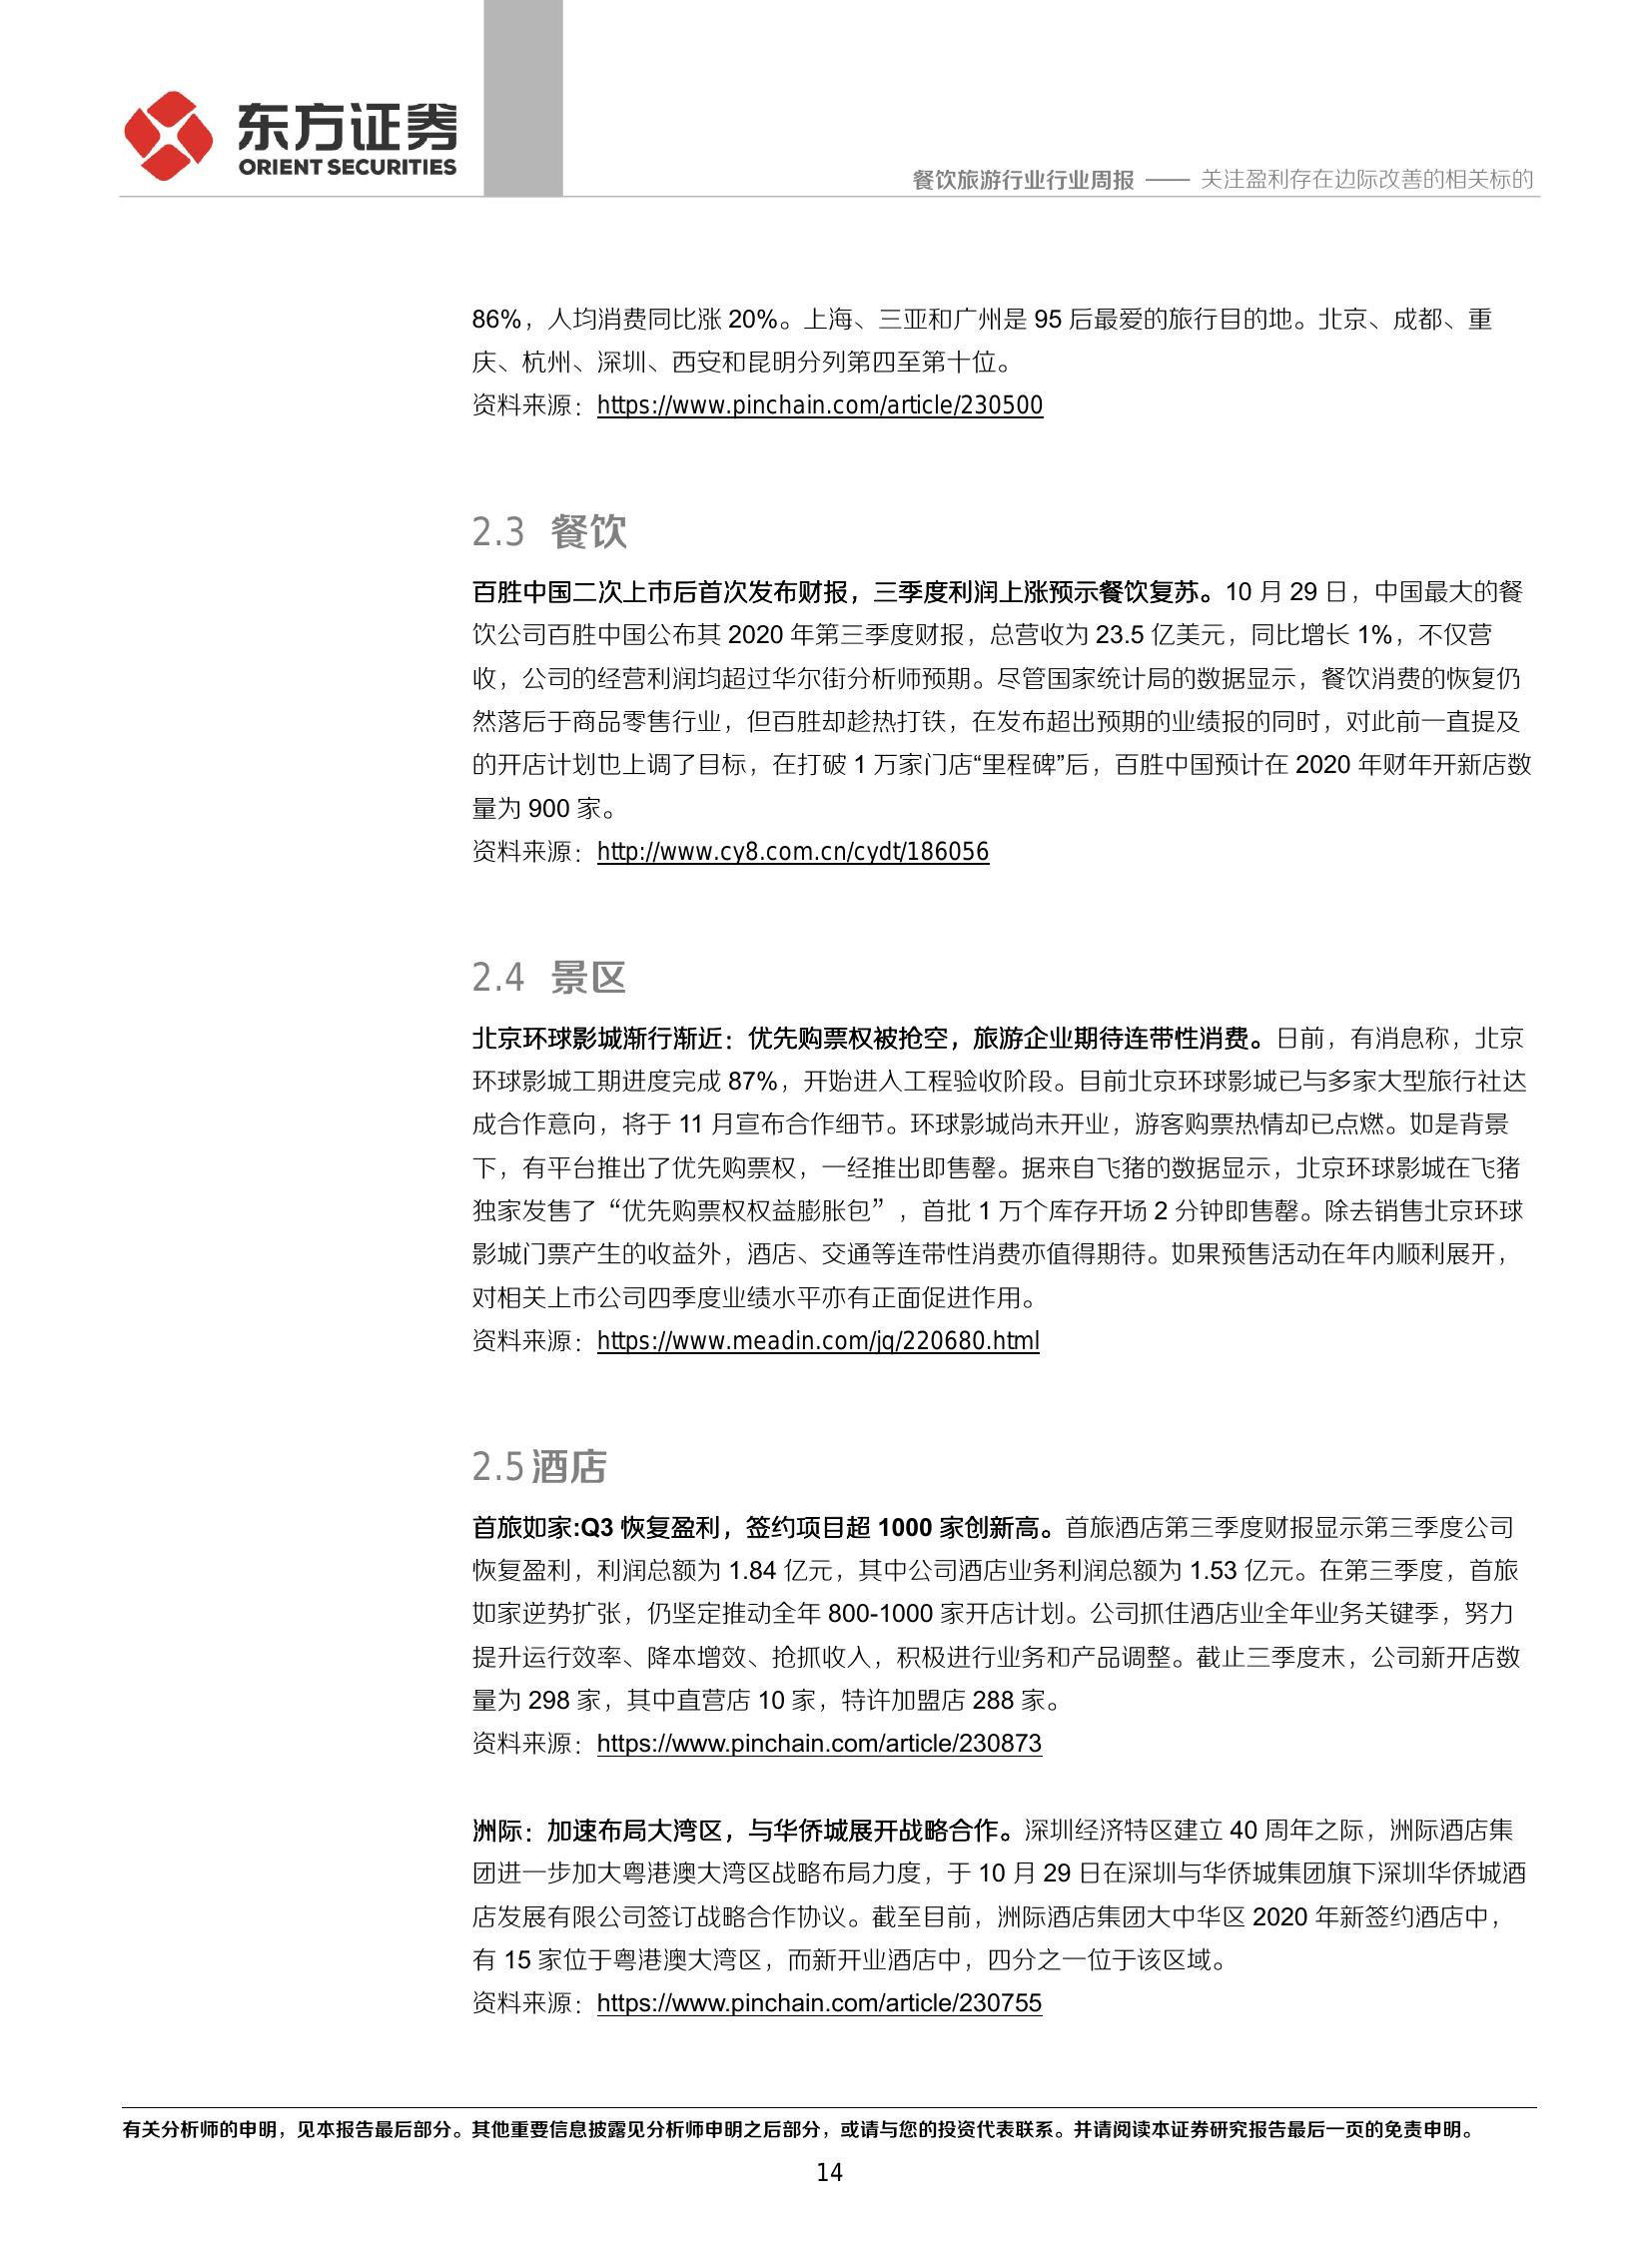 东方证券
ORIENT SECURITIES
餐饮旅游行业行业周报 —— 关注盈利存在边际改善的相关标的
86%，人均消费同比涨 20%。上海、三亚和广州是 95 后最爱的旅行目的地。北京、成都、重
庆、杭州、深圳、西安和昆明分列第四至第十位。
资料来源：https://www.pinchain.com/article/230500
2.3 餐饮
百胜中国二次上市后首次发布财报，三季度利润上涨预示餐饮复苏。10 月 29 日，中国最大的餐
饮公司百胜中国公布其 2020 年第三季度财报，总营收为 23.5 亿美元，同比增长 1%，不仅营
收，公司的经营利润均超过华尔街分析师预期。尽管国家统计局的数据显示，餐饮消费的恢复仍
然落后于商品零售行业，但百胜却趁热打铁，在发布超出预期的业绩报的同时，对此前一直提及
的开店计划也上调了目标，在打破 1 万家门店“里程碑”后，百胜中国预计在 2020 年财年开新店数
量为 900 家。
资料来源：http://www.cy8.com.cn/cydt/186056
2.4 景区
北京环球影城渐行渐近：优先购票权被抢空，旅游企业期待连带性消费。日前，有消息称，北京
环球影城工期进度完成 87%，开始进入工程验收阶段。目前北京环球影城已与多家大型旅行社达
成合作意向，将于 11 月宣布合作细节。环球影城尚未开业，游客购票热情却已点燃。如是背景
下，有平台推出了优先购票权，一经推出即售罄。据来自飞猪的数据显示，北京环球影城在飞猪
独家发售了“优先购票权权益膨胀包”，首批 1 万个库存开场 2 分钟即售罄。除去销售北京环球
影城门票产生的收益外，酒店、交通等连带性消费亦值得期待。如果预售活动在年内顺利展开，
对相关上市公司四季度业绩水平亦有正面促进作用。
资料来源：https://www.meadin.com/jq/220680.html
2.5 酒店
首旅如家:Q3 恢复盈利，签约项目超 1000 家创新高。首旅酒店第三季度财报显示第三季度公司
恢复盈利，利润总额为 1.84 亿元，其中公司酒店业务利润总额为 1.53 亿元。在第三季度，首旅
如家逆势扩张，仍坚定推动全年 800-1000 家开店计划。公司抓住酒店业全年业务关键季，努力
提升运行效率、降本增效、抢抓收入，积极进行业务和产品调整。截止三季度末，公司新开店数
量为 298 家，其中直营店 10 家，特许加盟店 288 家。
资料来源：https://www.pinchain.com/article/230873
洲际：加速布局大湾区，与华侨城展开战略合作。深圳经济特区建立 40 周年之际，洲际酒店集
团进一步加大粤港澳大湾区战略布局力度，于 10 月 29 日在深圳与华侨城集团旗下深圳华侨城酒
店发展有限公司签订战略合作协议。截至目前，洲际酒店集团大中华区 2020 年新签约酒店中，
有 15 家位于粤港澳大湾区，而新开业酒店中，四分之一位于该区域。
资料来源：https://www.pinchain.com/article/230755
有关分析师的申明，见本报告最后部分。其他重要信息披露见分析师申明之后部分，或请与您的投资代表联系。并请阅读本证券研究报告最后一页的免责申明。
14